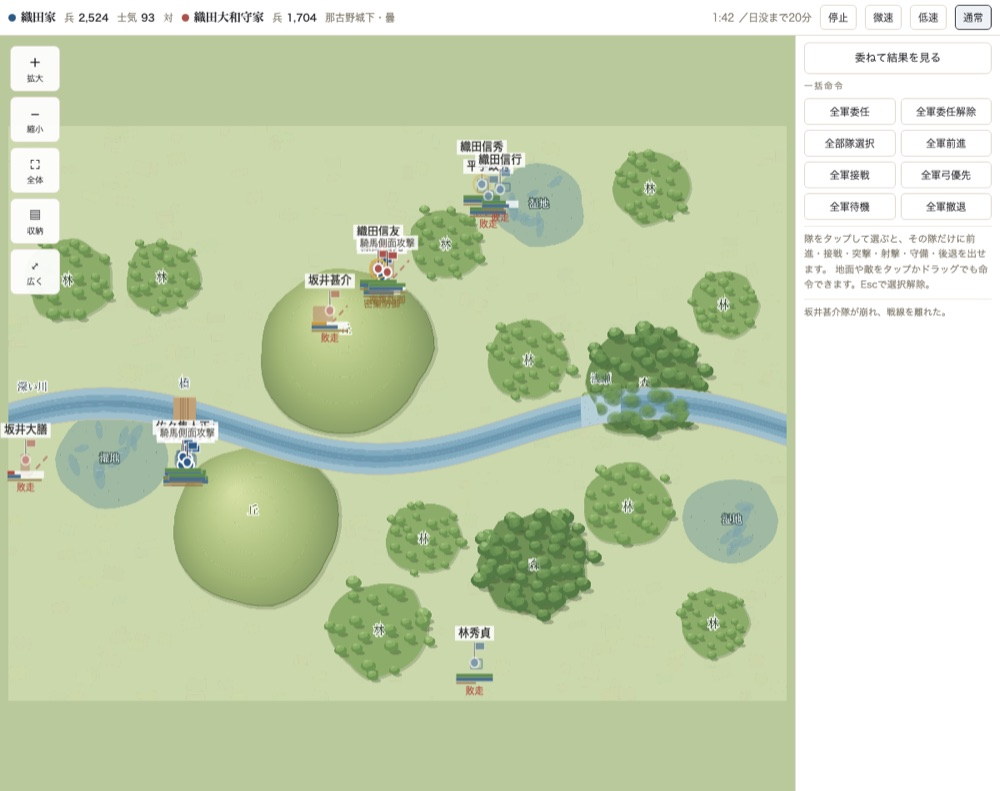 織田家 兵 2,524 士気 93 対 織田大和守家 兵 1,704 那古野城下・曇
1:42 ／日没まで20分
停止
微速
低速
通常
拡大
縮小
全体
収納
広く
委ねて結果を見る
一括命令
全軍委任
全軍委任解除
全部隊選択
全軍前進
全軍接戦
全軍弓優先
全軍待機
全軍撤退
隊をタップして選ぶと、その隊だけに前
進・接戦・突撃・射撃・守備・後退を出せ
ます。 地面や敵をタップかドラッグでも命
令できます。Escで選択解除。
坂井甚介隊が崩れ、戦線を離れた。
織田信秀
織田信行
湿地
敗走
敗走
林
織田信友
騎馬側面攻撃
林
林
林
坂井甚介
敗走
林
林
森
深い川
橋
坂井大膳
敗走
湿地
騎馬側面攻撃
丘
林
林
湿地
森
林
林
林秀貞
敗走